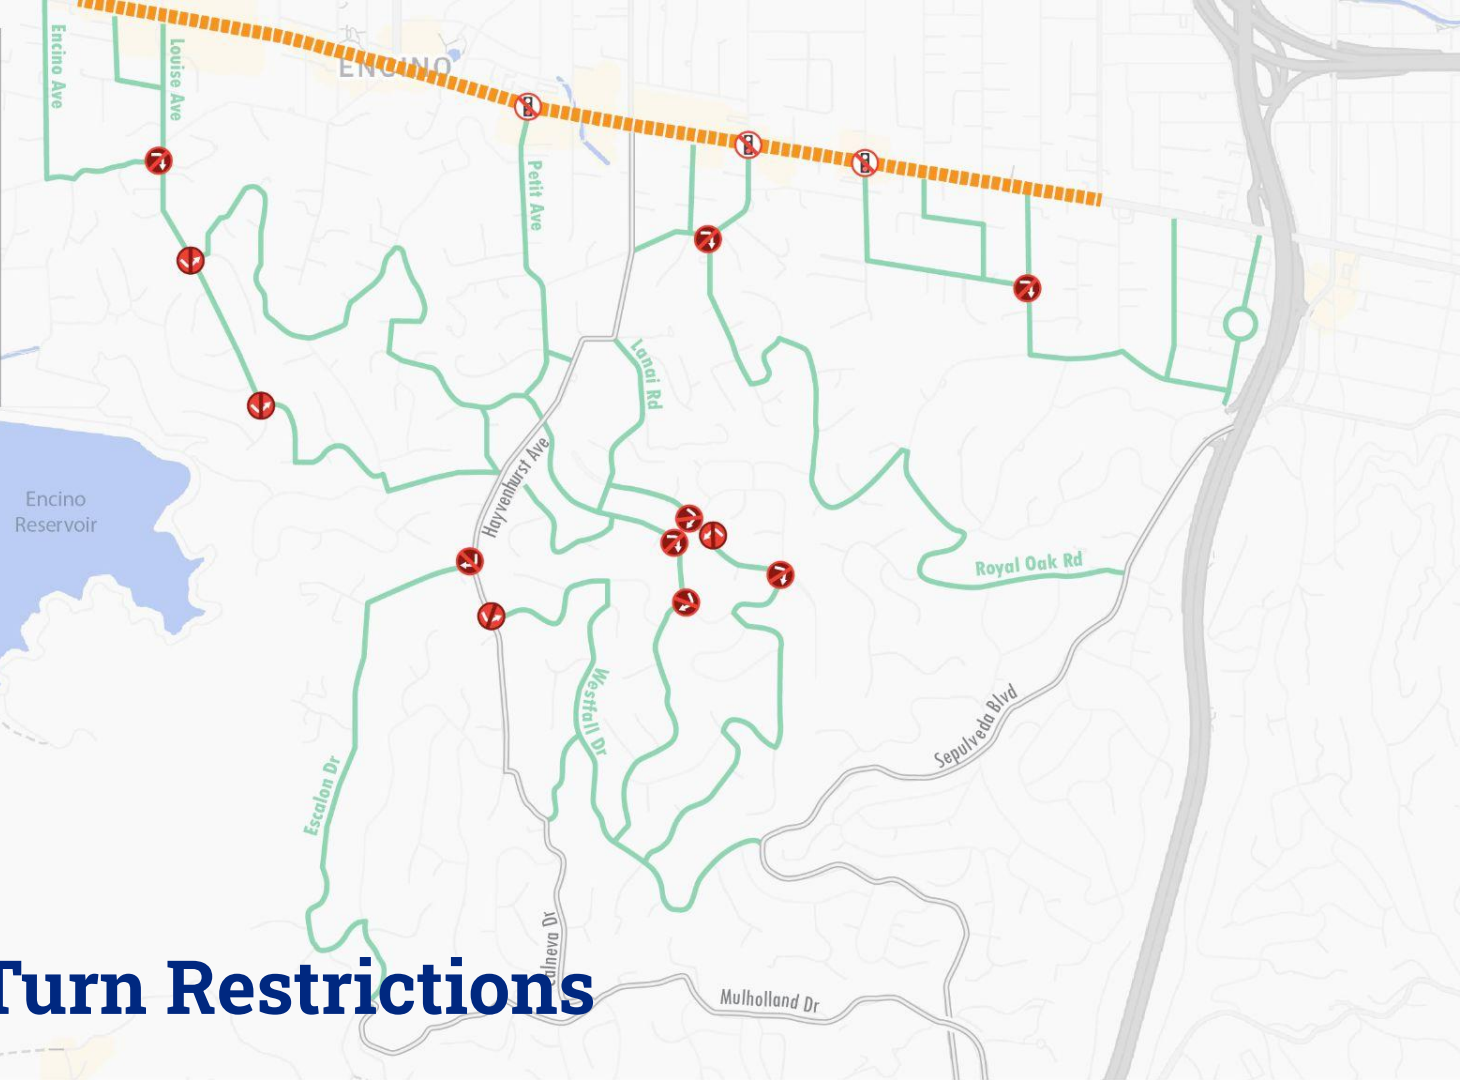 Encino Ave
Louise Ave
ENCINO
Petit Ave
Lanai Rd
Hayvenhurst Ave
Encino
Reservoir
Royal Oak Rd
Westfall Dr
Sepulveda Blvd
Escalon Dr
Turn Restrictions
Mulholland Dr